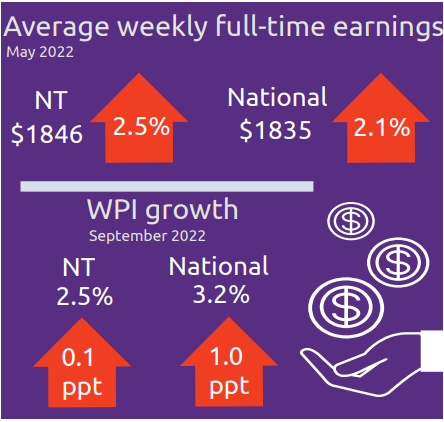 Average weekly full-time earnings
May 2022
NT
$1846
2.5%
National
$1835
2.1%
WPI growth
September 2022
NT
2.5%
National
3.2%
0.1
ppt
1.0
ppt
$
$
$